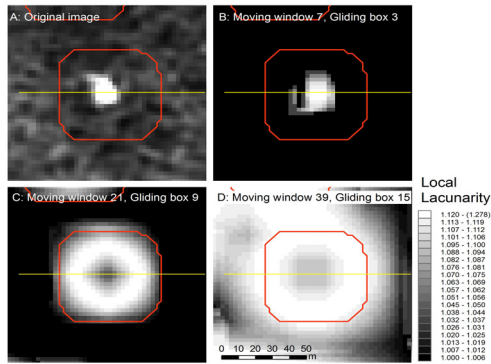 A: Original image
B: Moving window 7, Gliding box 3
C: Moving window 21, Gliding box 9
D: Moving window 39, Gliding box 15
0 10 20 30 40 50
m
Local
Lacunarity
1.120 - (1.278)
1.113 - 1.119
1.107 - 1.112
1.101 - 1.106
1.095 - 1.100
1.088 - 1.094
1.082 - 1.087
1.076 - 1.081
1.070 - 1.075
1.063 - 1.069
1.057 - 1.062
1.051 - 1.056
1.045 - 1.050
1.038 - 1.044
1.032 - 1.037
1.026 - 1.031
1.020 - 1.025
1.013 - 1.019
1.007 - 1.012
1.000 - 1.006